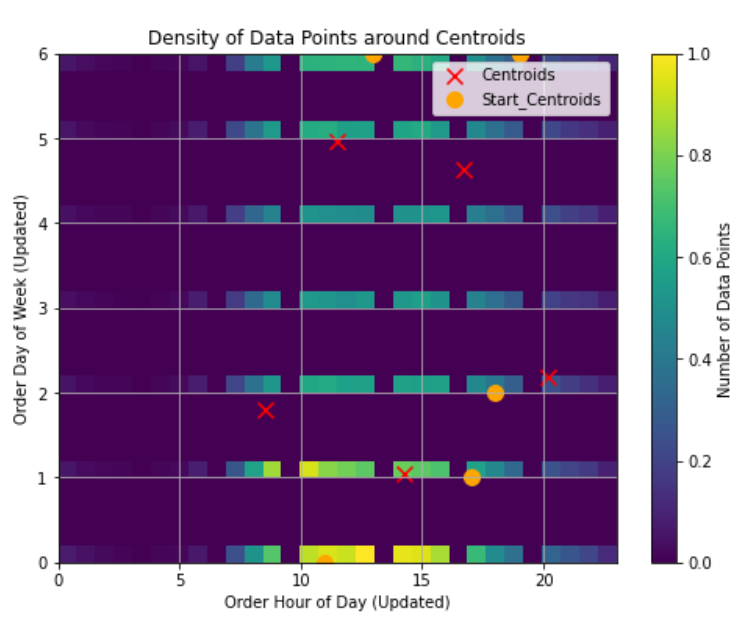 Density of Data Points around Centroids
Centroids
Start_Centroids
6
5
4
3
2
1
0
Order Day of Week (Updated)
0 5 10 15 20
Order Hour of Day (Updated)
1.0
0.8
0.6
0.4
0.2
0.0
Number of Data Points